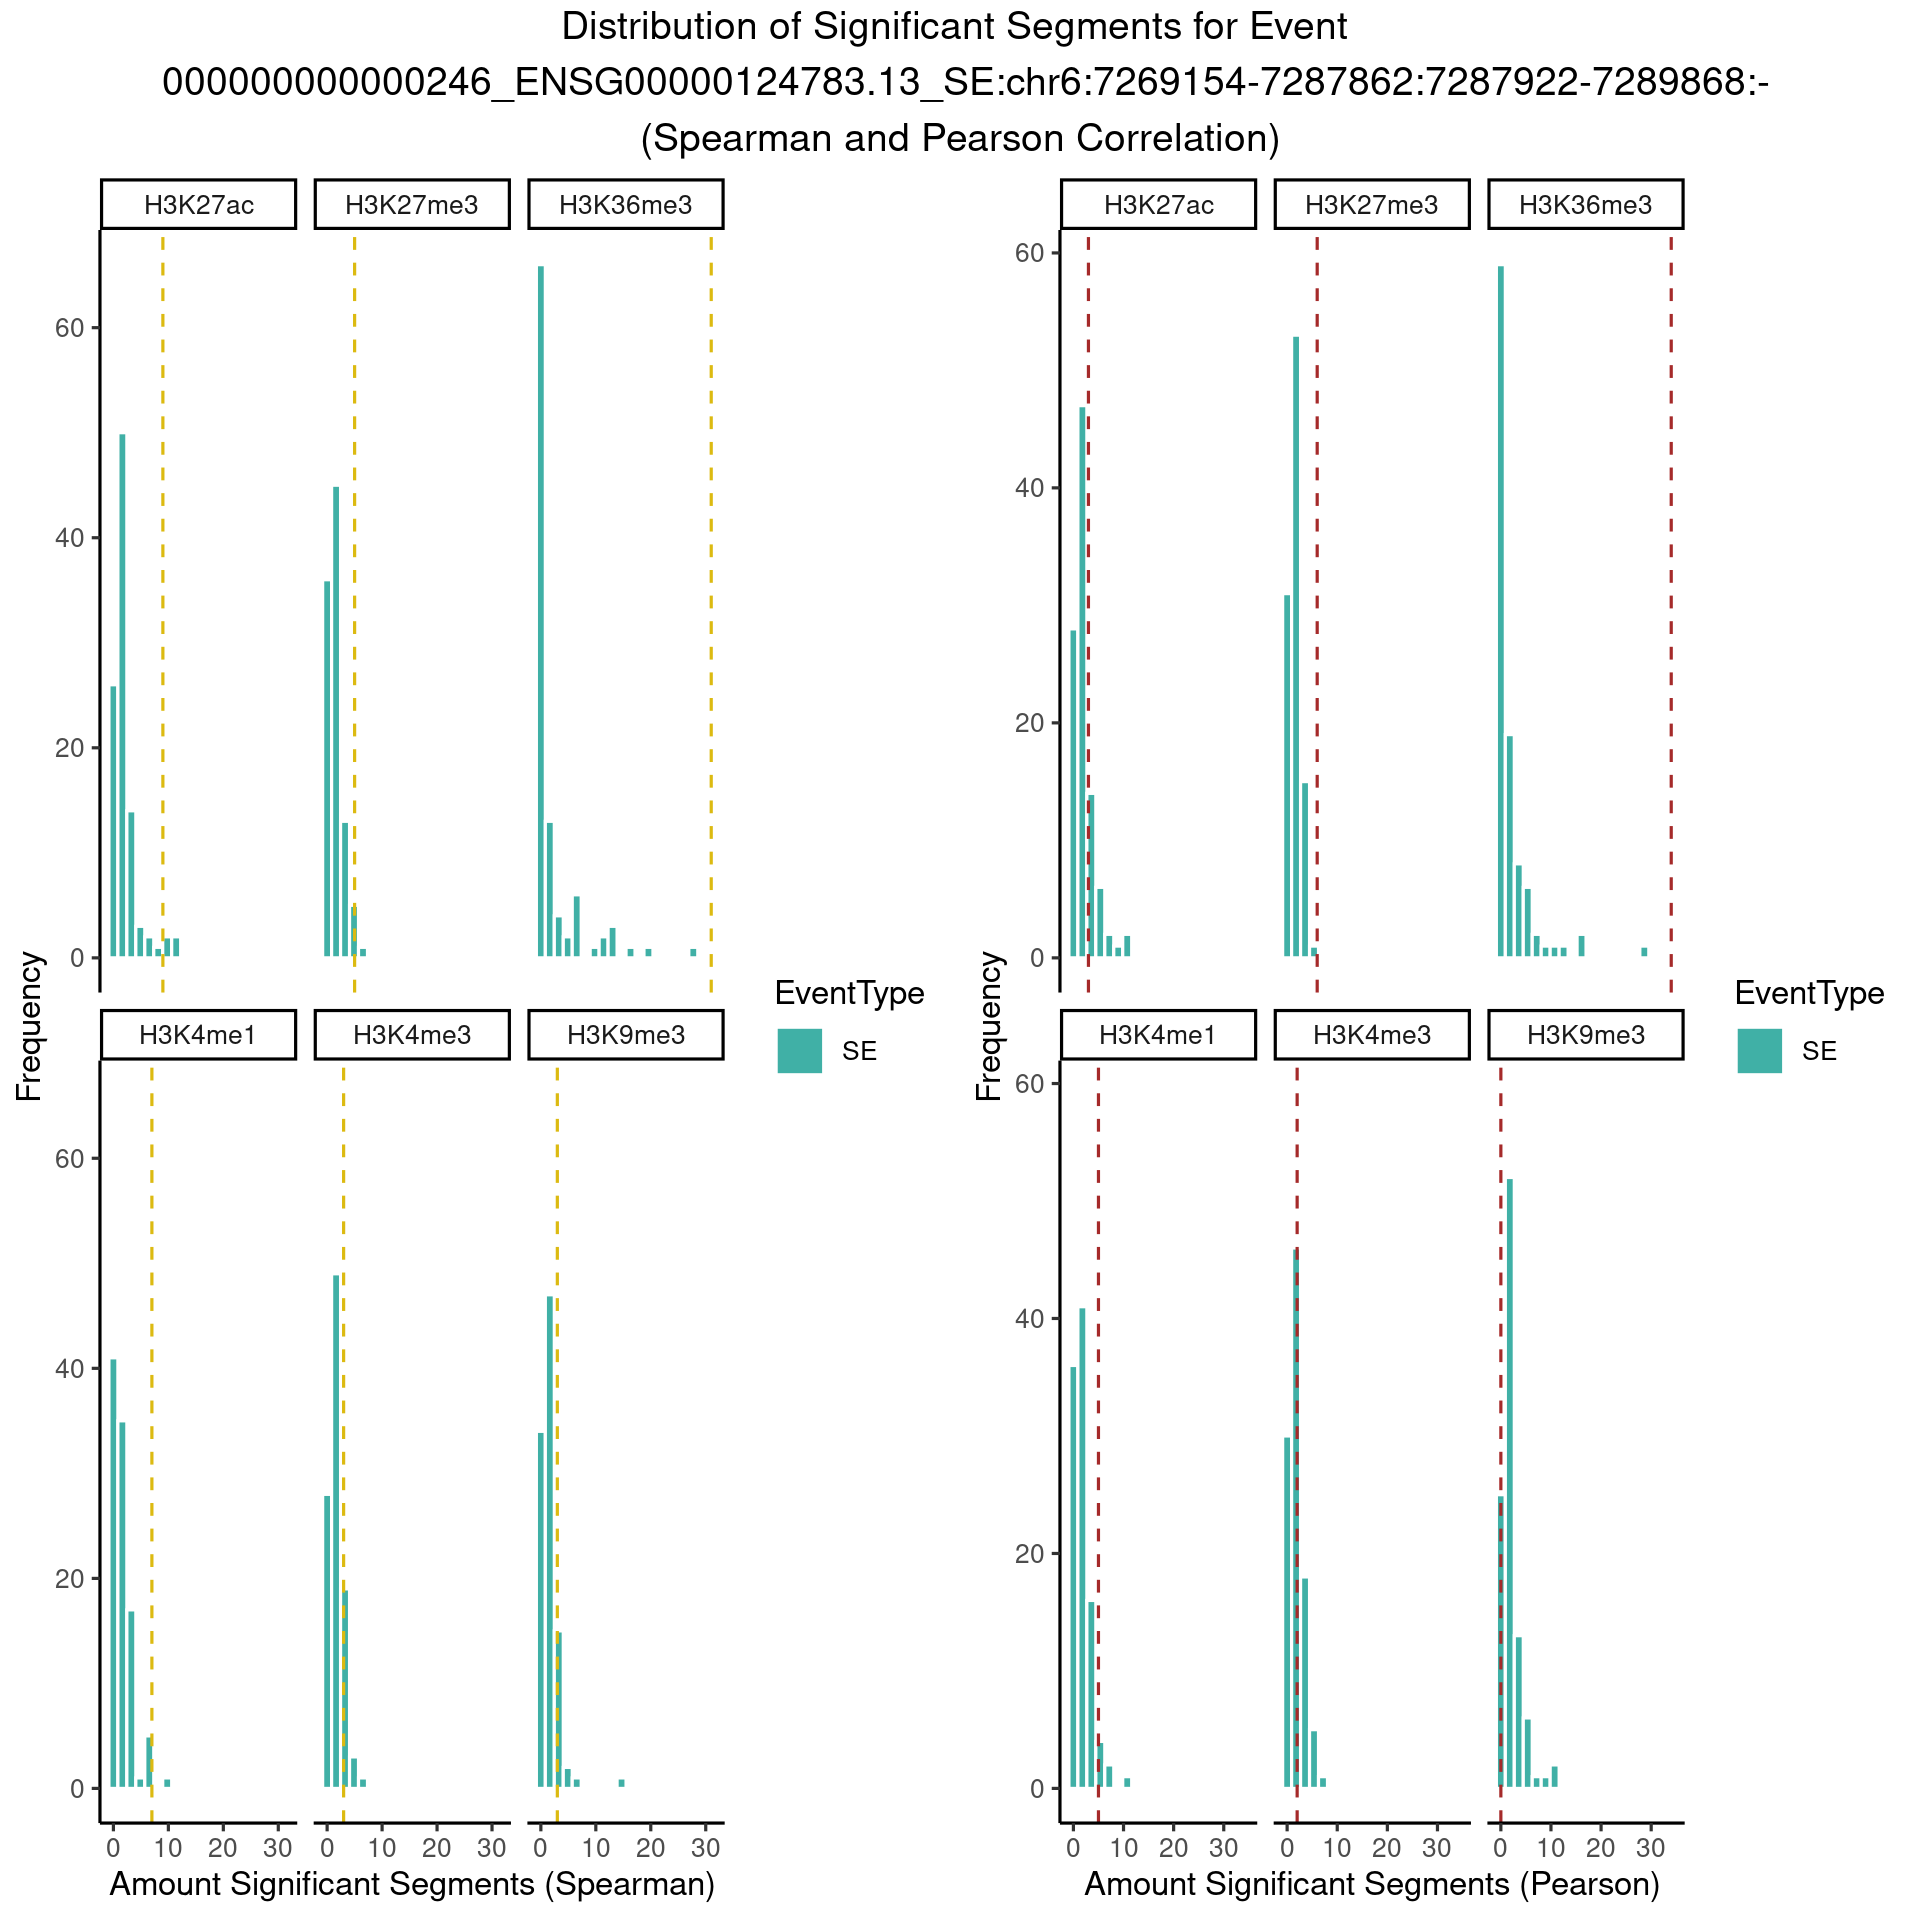 Distribution of Significant Segments for Event
000000000000246_ENSG00000124783.13_SE:chr6:7269154-7287862:7287922-7289868:-
(Spearman and Pearson Correlation)
H3K27ac H3K27me3 H3K36me3
60
40
20
0
H3K4me1 H3K4me3 H3K9me3
60
40
20
0
0 10 20 30 0 10 20 30 0 10 20 30
Amount Significant Segments (Spearman)
Frequency
EventType
SE
H3K27ac H3K27me3 H3K36me3
60
40
20
0
H3K4me1 H3K4me3 H3K9me3
60
40
20
0
0 10 20 30 0 10 20 30 0 10 20 30
Amount Significant Segments (Pearson)
Frequency
EventType
SE